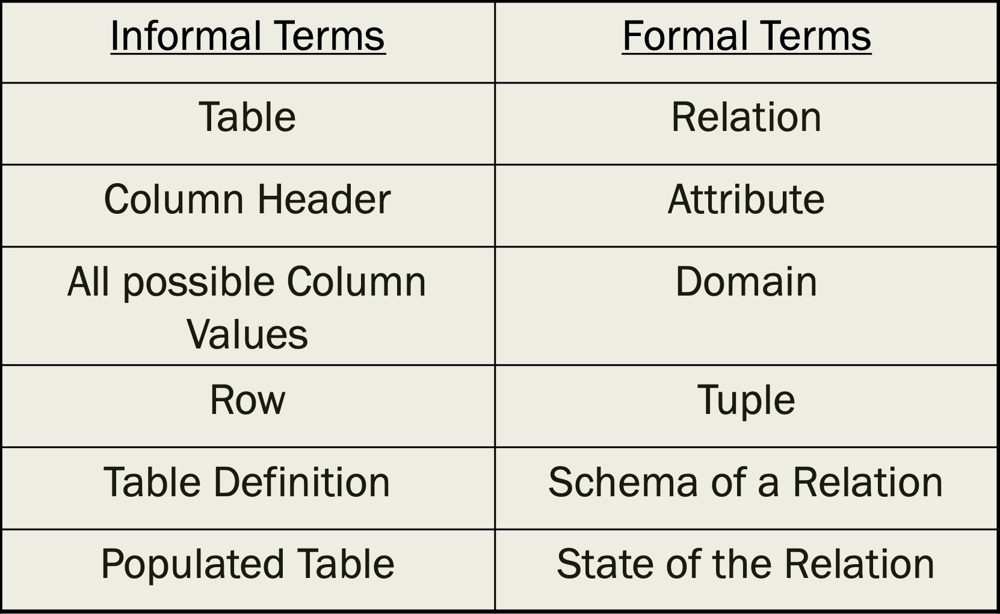 Informal Terms
Formal Terms
Table
Relation
Column Header
Attribute
All possible Column
Values
Domain
Row
Tuple
Table Definition
Schema of a Relation
Populated Table
State of the Relation